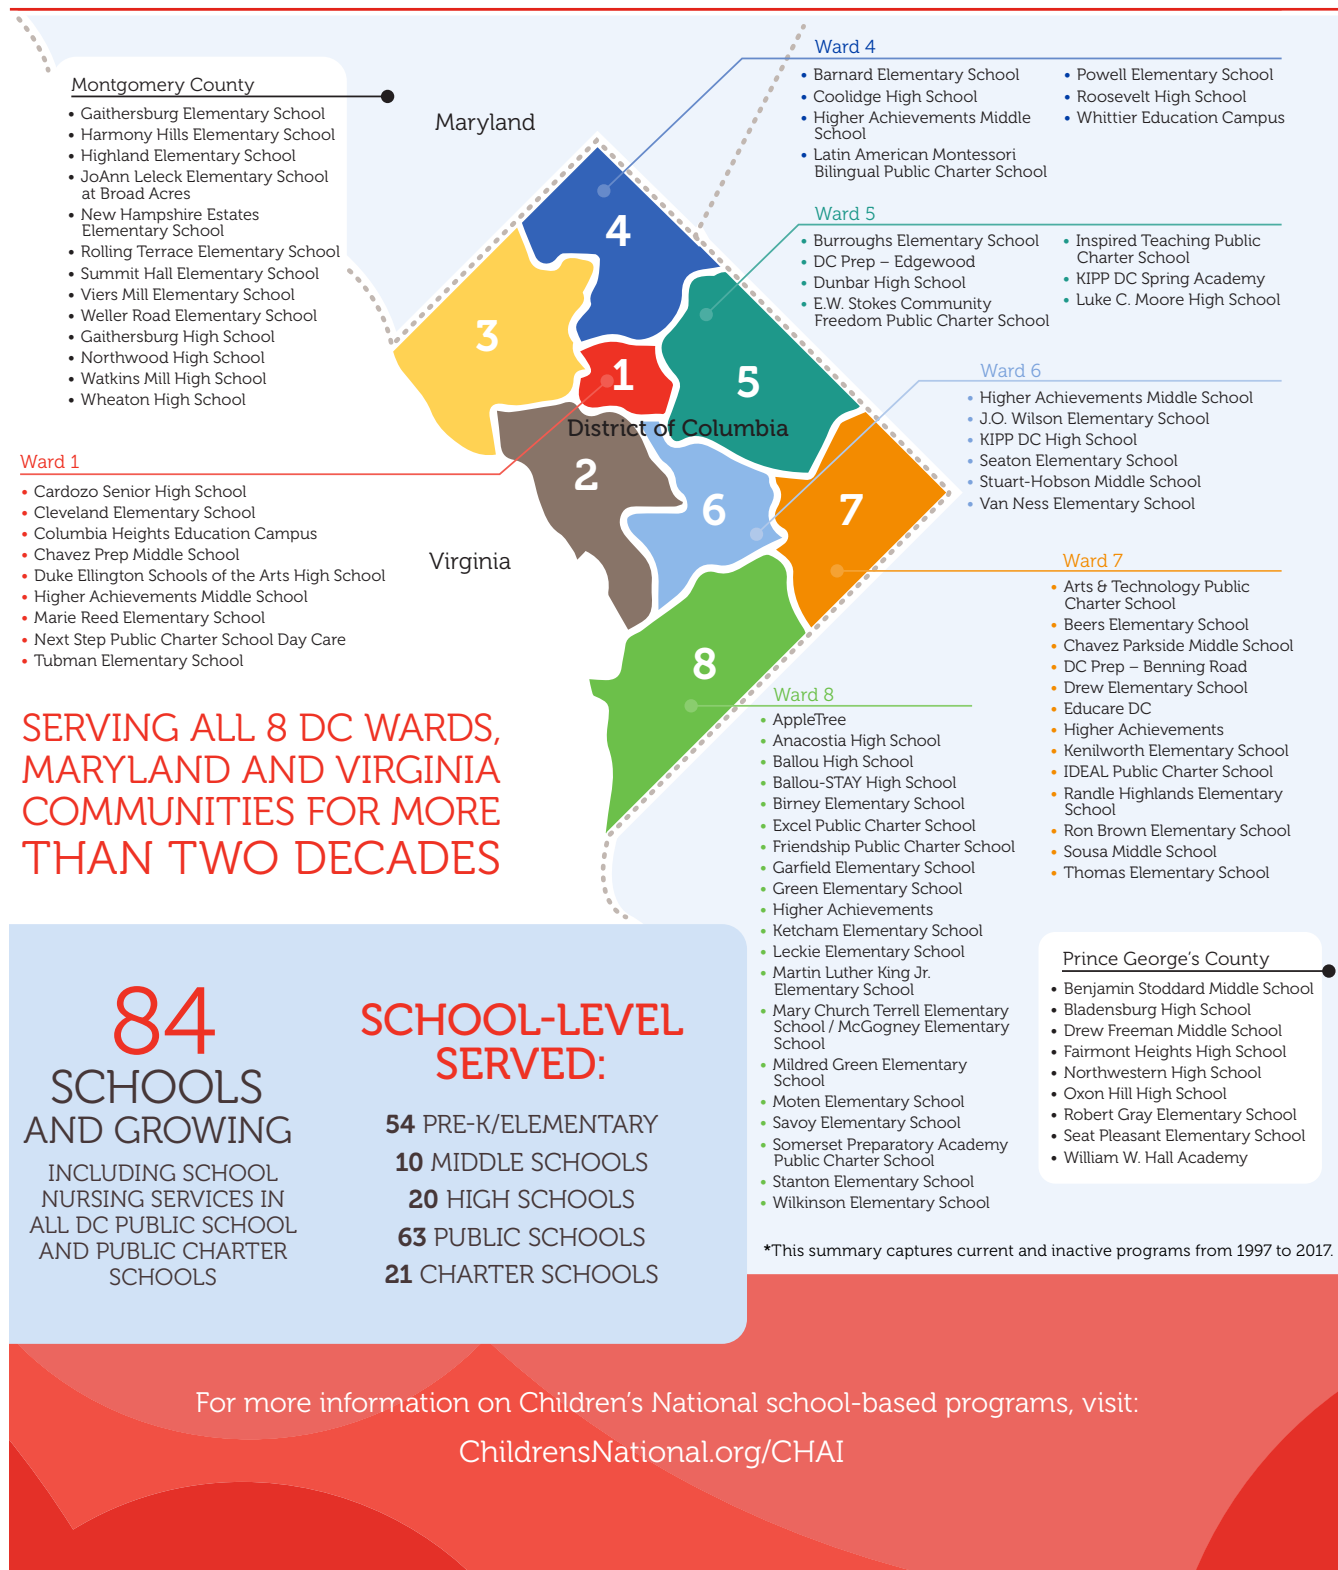 Montgomery County
• Gaithersburg Elementary School
• Harmony Hills Elementary School
• Highland Elementary School
• JoAnn Leleck Elementary School
at Broad Acres
• New Hampshire Estates
Elementary School
• Rolling Terrace Elementary School
• Summit Hall Elementary School
• Viers Mill Elementary School
• Weller Road Elementary School
• Gaithersburg High School
• Northwood High School
• Watkins Mill High School
• Wheaton High School
Maryland
Ward 4
• Barnard Elementary School
• Coolidge High School
• Higher Achievements Middle
School
• Latin American Montessori
Bilingual Public Charter School
• Powell Elementary School
• Roosevelt High School
• Whittier Education Campus
Ward 5
• Burroughs Elementary School
• DC Prep – Edgewood
• Dunbar High School
• E.W. Stokes Community
Freedom Public Charter School
• Inspired Teaching Public
Charter School
• KIPP DC Spring Academy
• Luke C. Moore High School
4
3
1
5
District of Columbia
2
6
7
8
Ward 6
• Higher Achievements Middle School
• J.O. Wilson Elementary School
• KIPP DC High School
• Seaton Elementary School
• Stuart-Hobson Middle School
• Van Ness Elementary School
Ward 1
• Cardozo Senior High School
• Cleveland Elementary School
• Columbia Heights Education Campus
• Chavez Prep Middle School
• Duke Ellington Schools of the Arts High School
• Higher Achievements Middle School
• Marie Reed Elementary School
• Next Step Public Charter School Day Care
• Tubman Elementary School
Virginia
Ward 7
• Arts & Technology Public
Charter School
• Beers Elementary School
• Chavez Parkside Middle School
• DC Prep – Benning Road
• Drew Elementary School
• Educare DC
• Higher Achievements
• Kenilworth Elementary School
• IDEAL Public Charter School
• Randle Highlands Elementary
School
• Ron Brown Elementary School
• Sousa Middle School
• Thomas Elementary School
Ward 8
• AppleTree
• Anacostia High School
• Ballou High School
• Ballou-STAY High School
• Birney Elementary School
• Excel Public Charter School
• Friendship Public Charter School
• Garfield Elementary School
• Green Elementary School
• Higher Achievements
• Ketcham Elementary School
• Leckie Elementary School
• Martin Luther King Jr.
Elementary School
• Mary Church Terrell Elementary
School / McGogney Elementary
School
• Mildred Green Elementary
School
• Moten Elementary School
• Savoy Elementary School
• Somerset Preparatory Academy
Public Charter School
• Stanton Elementary School
• Wilkinson Elementary School
SERVING ALL 8 DC WARDS,
MARYLAND AND VIRGINIA
COMMUNITIES FOR MORE
THAN TWO DECADES
Prince George's County
• Benjamin Stoddard Middle School
• Bladensburg High School
• Drew Freeman Middle School
• Fairmont Heights High School
• Northwestern High School
• Oxon Hill High School
• Robert Gray Elementary School
• Seat Pleasant Elementary School
• William W. Hall Academy
84
SCHOOLS
AND GROWING
INCLUDING SCHOOL
NURSING SERVICES IN
ALL DC PUBLIC SCHOOL
AND PUBLIC CHARTER
SCHOOLS
SCHOOL-LEVEL
SERVED:
54 PRE-K/ELEMENTARY
10 MIDDLE SCHOOLS
20 HIGH SCHOOLS
63 PUBLIC SCHOOLS
21 CHARTER SCHOOLS
*This summary captures current and inactive programs from 1997 to 2017.
For more information on Children's National school-based programs, visit:
ChildrensNational.org/CHAI